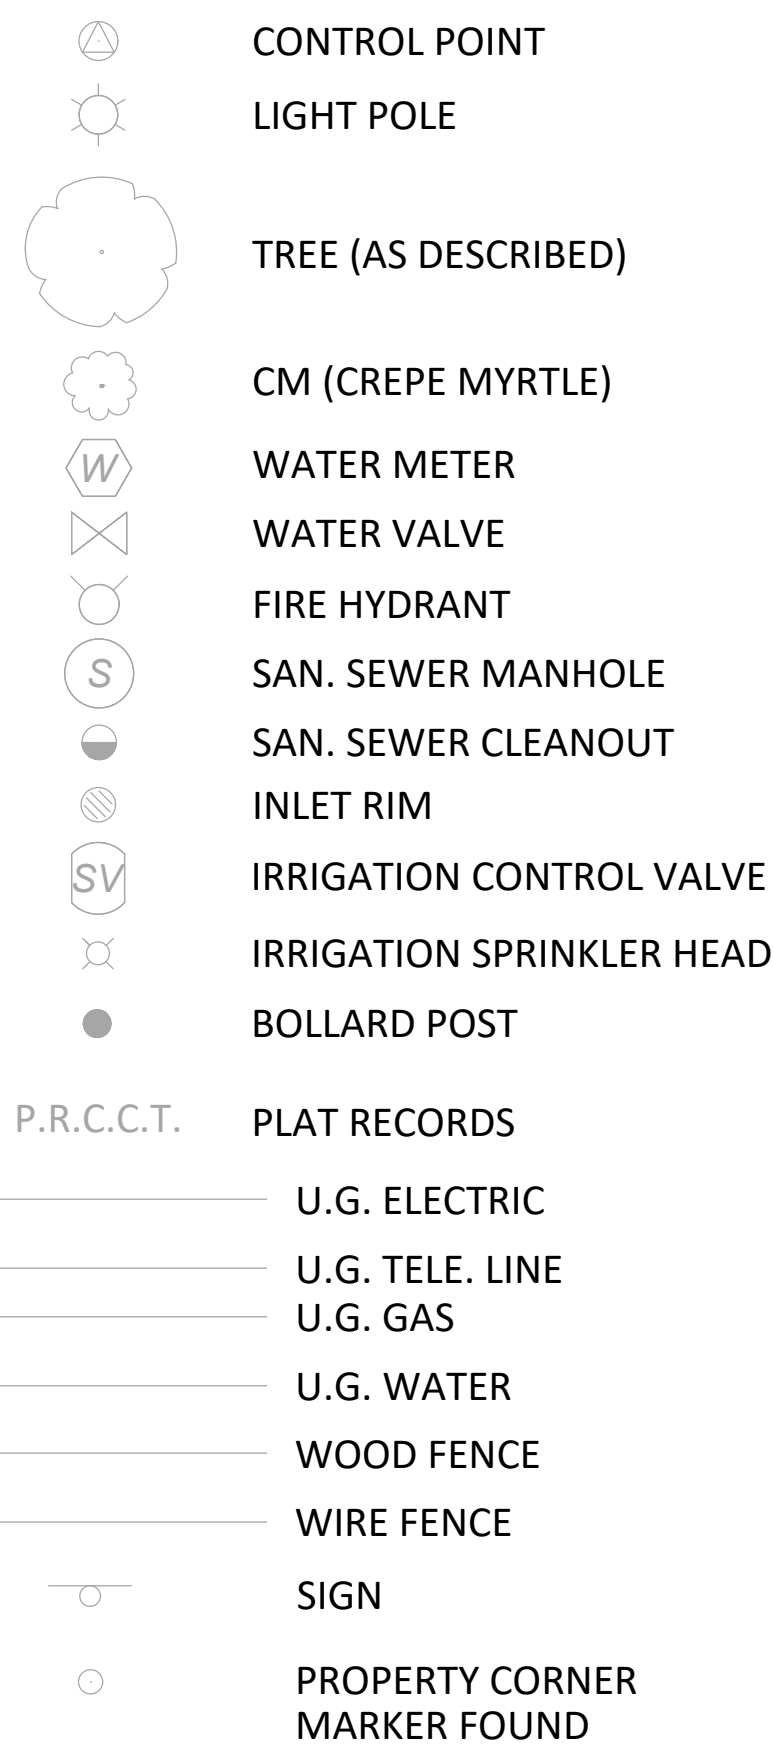 CONTROL POINT
LIGHT POLE
TREE (AS DESCRIBED)
CM (CREPE MYRTLE)
W WATER METER
WATER VALVE
FIRE HYDRANT
S SAN. SEWER MANHOLE
SAN. SEWER CLEANOUT
INLET RIM
SV IRRIGATION CONTROL VALVE
IRRIGATION SPRINKLER HEAD
BOLLARD POST
P.R.C.C.T. PLAT RECORDS
U.G. ELECTRIC
U.G. TELE. LINE
U.G. GAS
U.G. WATER
WOOD FENCE
WIRE FENCE
SIGN
PROPERTY CORNER
MARKER FOUND